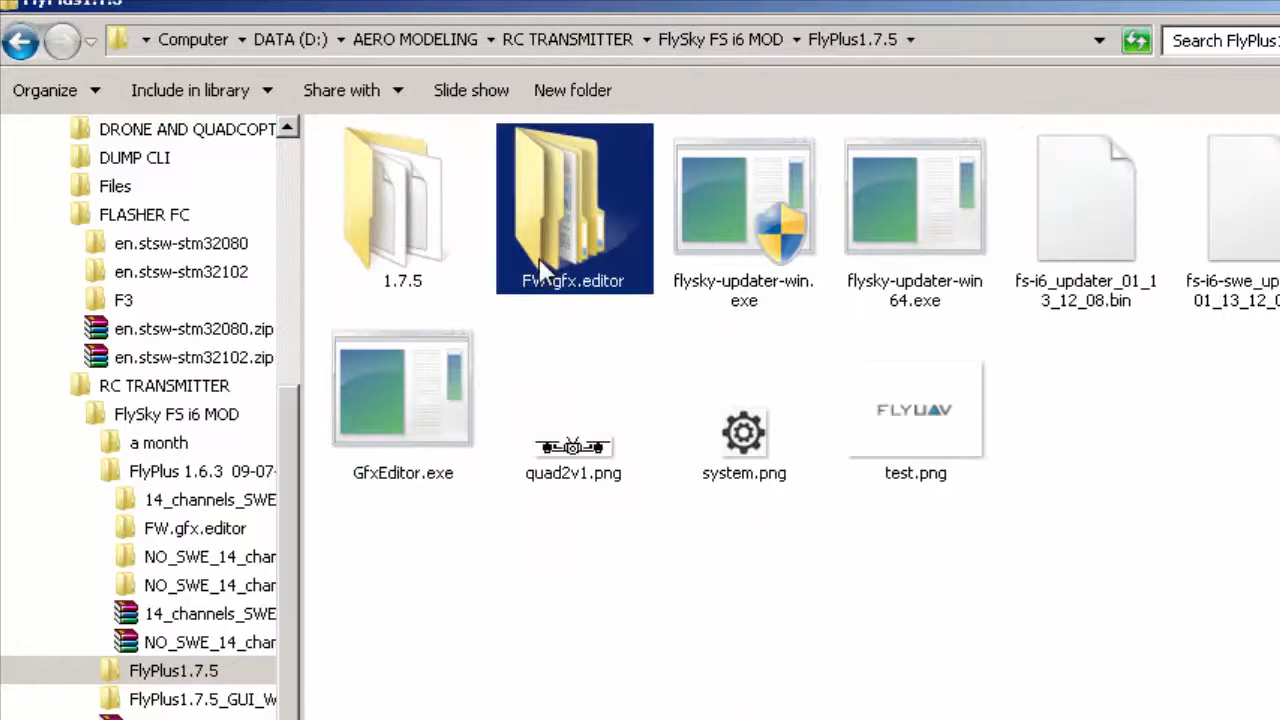 FlyPlus1.7.5
Computer DATA (D:) AERO MODELING RC TRANSMITTER FlySky FS i6 MOD FlyPlus1.7.5
Search FlyPlus1
Organize Include in library Share with Slide show New folder
DRONE AND QUADCOPT
DUMP CLI
Files
FLASHER FC
en.stsw-stm32080
en.stsw-stm32102
F3
en.stsw-stm32080.zip
en.stsw-stm32102.zip
RC TRANSMITTER
FlySky FS i6 MOD
a month
FlyPlus 1.6.3 09-07-
14_channels_SWE
FW.gfx.editor
NO_SWE_14_char
NO_SWE_14_char
14_channels_SWE
NO_SWE_14_char
FlyPlus1.7.5
FlyPlus1.7.5_GUI_W
1.7.5
FW.gfx.editor
flysky-updater-win.
exe
flysky-updater-win
64.exe
fs-i6_updater_01_1
3_12_08.bin
fs-i6-swe_up
01_13_12_0
GfxEditor.exe
quad2v1.png
system.png
FLYUAV
test.png